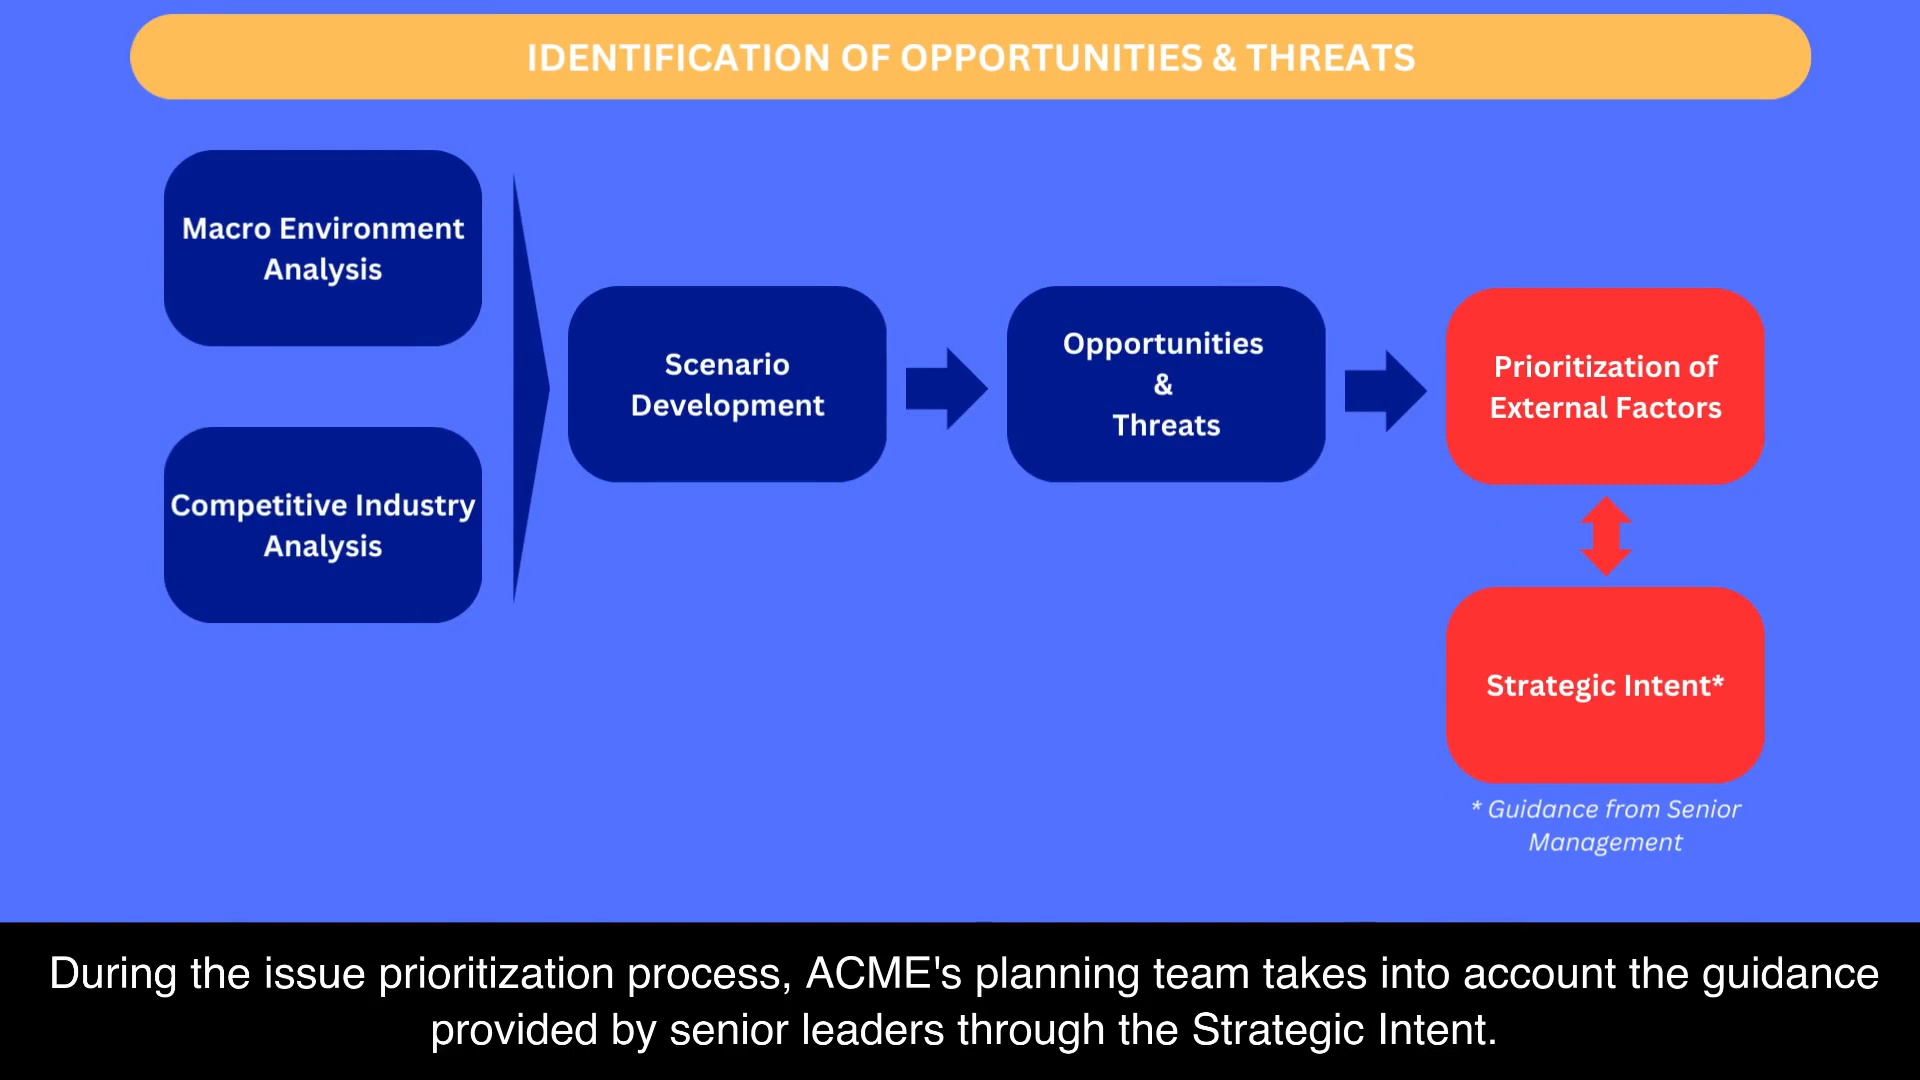 IDENTIFICATION OF OPPORTUNITIES & THREATS
Macro Environment
Analysis
Competitive Industry
Analysis
Scenario
Development
Opportunities
&
Threats
Prioritization of
External Factors
Strategic Intent*
* Guidance from Senior
Management
During the issue prioritization process, ACME's planning team takes into account the guidance
provided by senior leaders through the Strategic Intent.